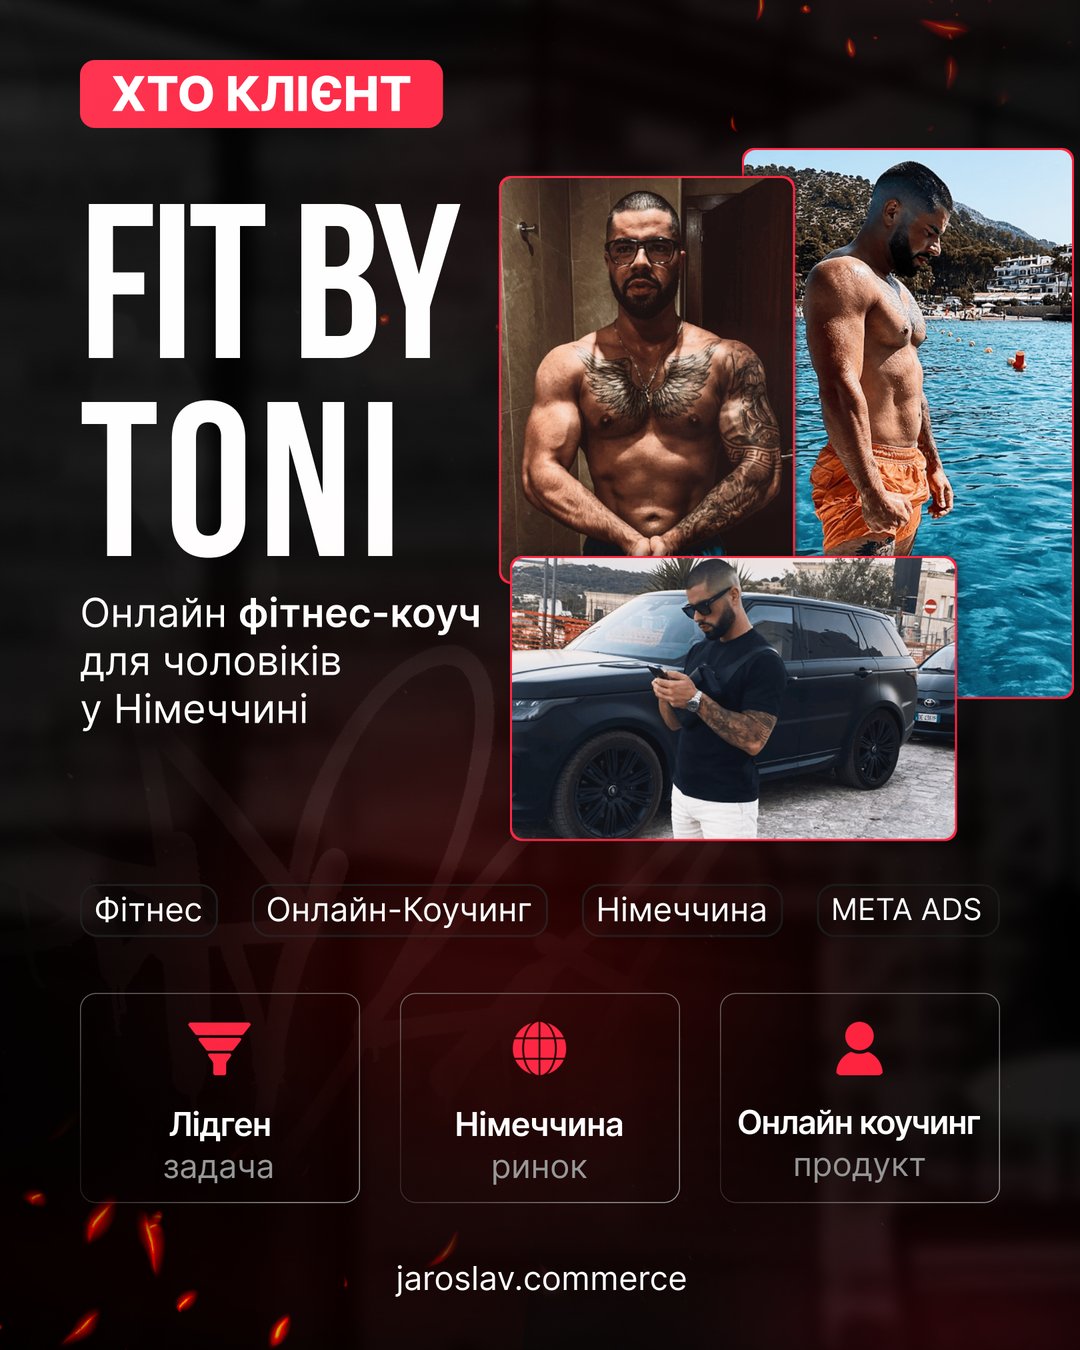 ХТО КЛІЄНТ
FIT BY
TONI
Онлайн фітнес-коуч
для чоловіків
у Німеччині
Фітнес
Онлайн-Коучинг
Німеччина
META ADS
Лідген
задача
Німеччина
ринок
Онлайн коучинг
продукт
jaroslav.commerce